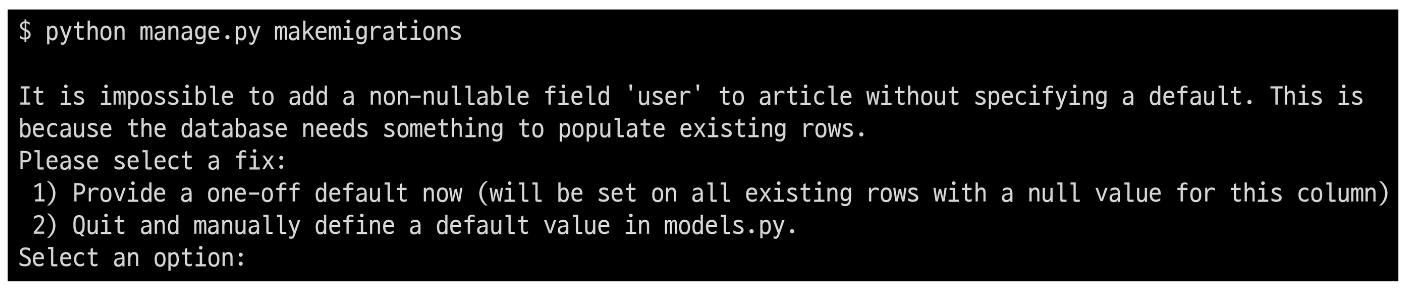 $ python manage.py makemigrations
It is impossible to add a non-nullable field 'user' to article without specifying a default. This is
because the database needs something to populate existing rows.
Please select a fix:
 1) Provide a one-off default now (will be set on all existing rows with a null value for this column)
 2) Quit and manually define a default value in models.py.
Select an option: